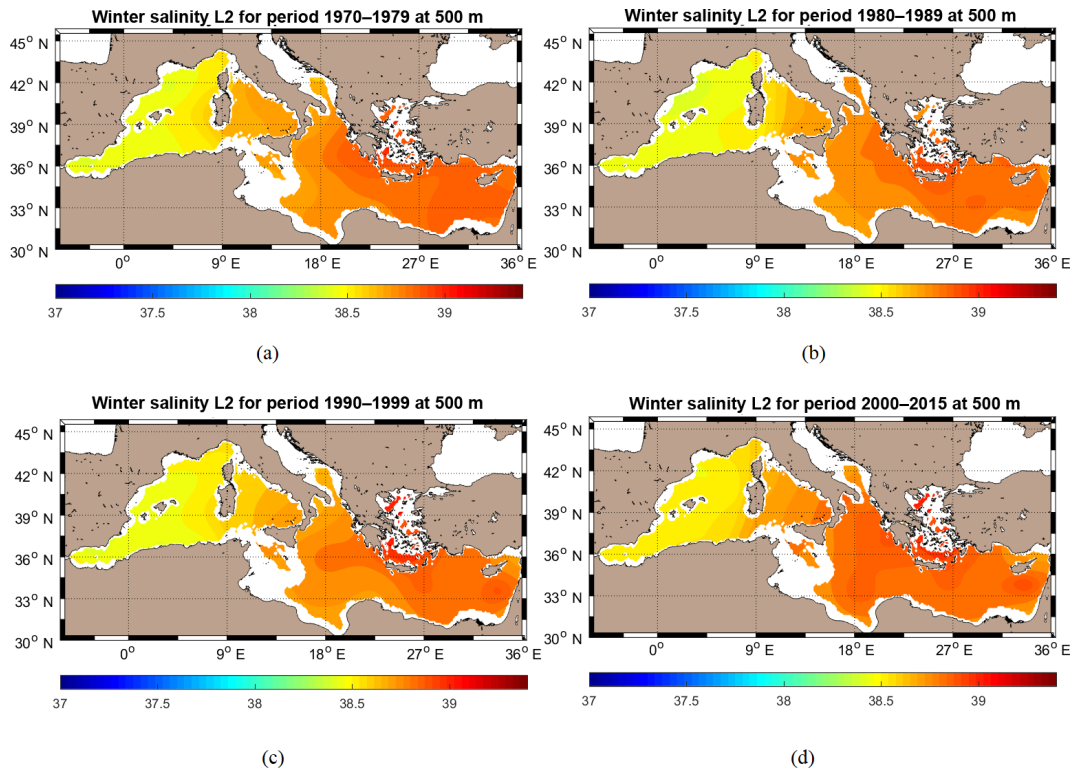 Winter salinity L2 for period 1970–1979 at 500 m
45° N
42° N
39° N
36° N
33° N
30° N
0° 9° E 18° E 27° E 36° E
37 37.5 38 38.5 39
(a)
Winter salinity L2 for period 1980–1989 at 500 m
45° N
42° N
39° N
36° N
33° N
30° N
0° 9° E 18° E 27° E 36° E
37 37.5 38 38.5 39
(b)
Winter salinity L2 for period 1990–1999 at 500 m
45° N
42° N
39° N
36° N
33° N
30° N
0° 9° E 18° E 27° E 36° E
37 37.5 38 38.5 39
(c)
Winter salinity L2 for period 2000–2015 at 500 m
45° N
42° N
39° N
36° N
33° N
30° N
0° 9° E 18° E 27° E 36° E
37 37.5 38 38.5 39
(d)